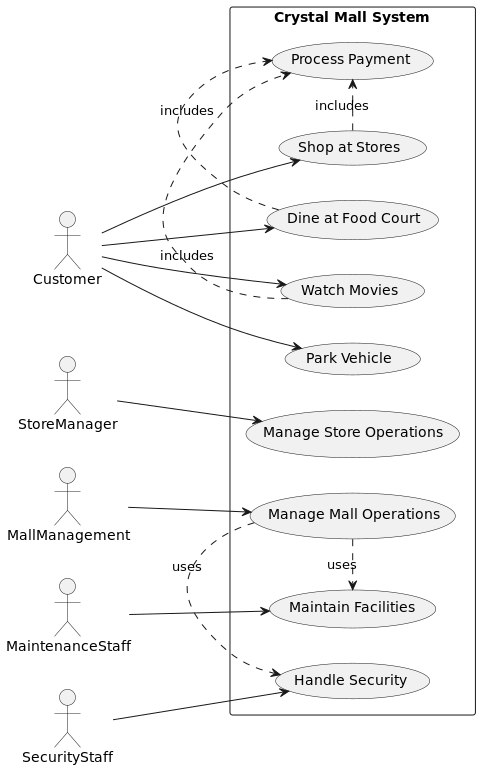 Crystal Mall System
Process Payment
includes
includes
Shop at Stores
Dine at Food Court
includes
Customer
Watch Movies
Park Vehicle
StoreManager
Manage Store Operations
MallManagement
Manage Mall Operations
uses
uses
MaintenanceStaff
Maintain Facilities
Handle Security
SecurityStaff